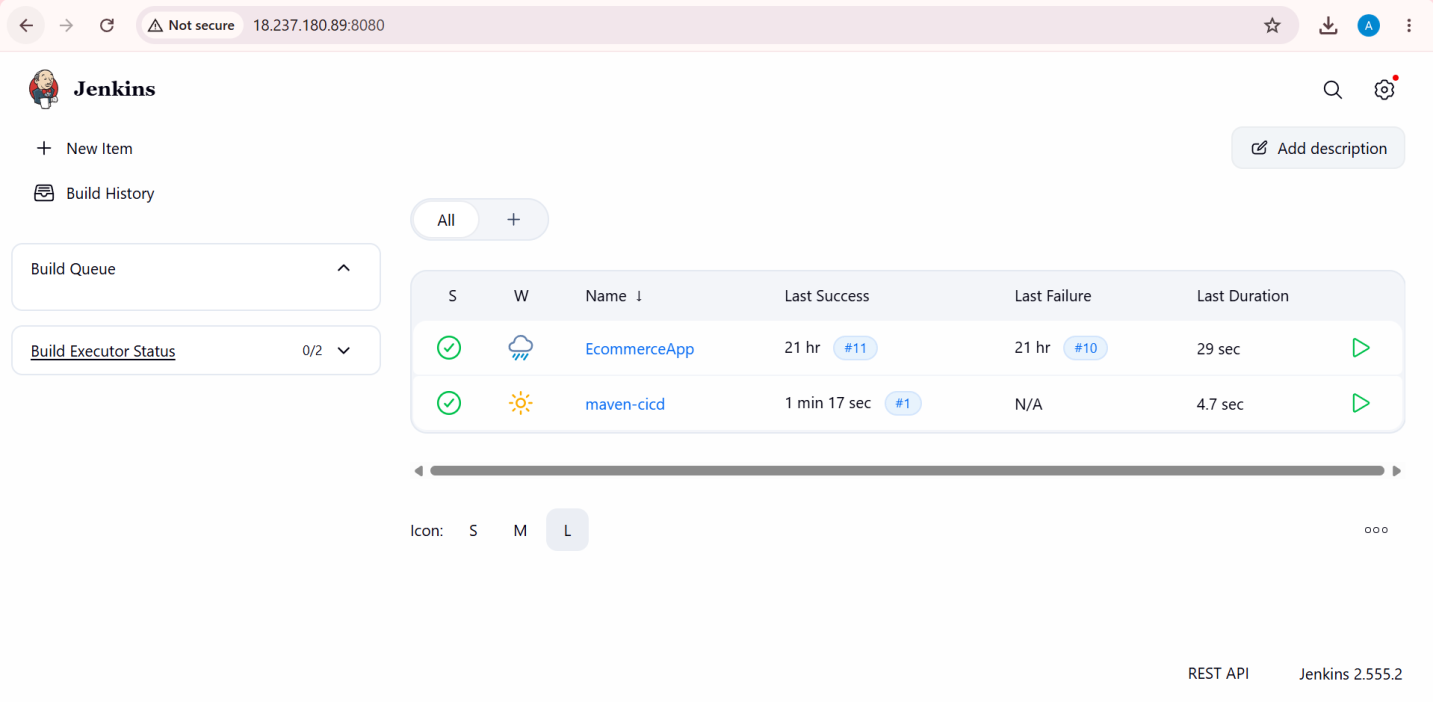 Not secure 18.237.180.89:8080 A
Jenkins
New Item
Add description
Build History
All +
Build Queue
Build Executor Status 0/2
S W Name ↓ Last Success Last Failure Last Duration
EcommerceApp 21 hr #11 21 hr #10 29 sec
maven-cicd 1 min 17 sec #1 N/A 4.7 sec
Icon: S M L
REST API Jenkins 2.555.2